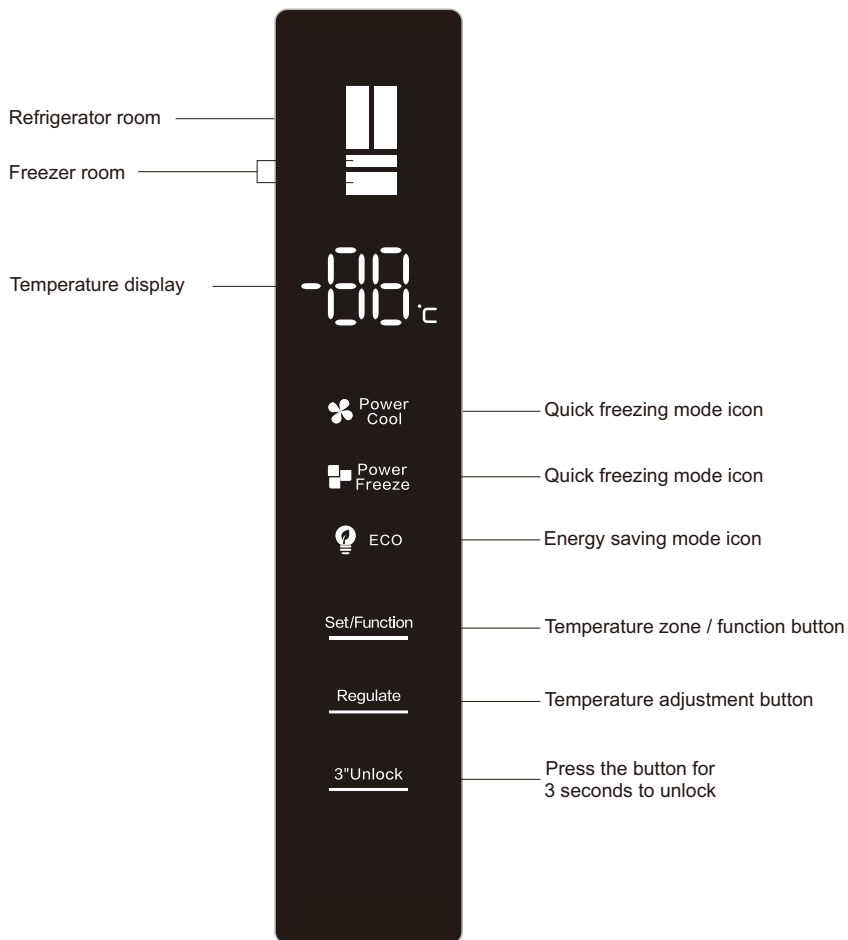 Refrigerator room
Freezer room
Temperature display
-88°C
Power
Cool
Quick freezing mode icon
Power
Freeze
Quick freezing mode icon
ECO
Energy saving mode icon
Set/Function
Temperature zone / function button
Regulate
Temperature adjustment button
3"Unlock
Press the button for
3 seconds to unlock